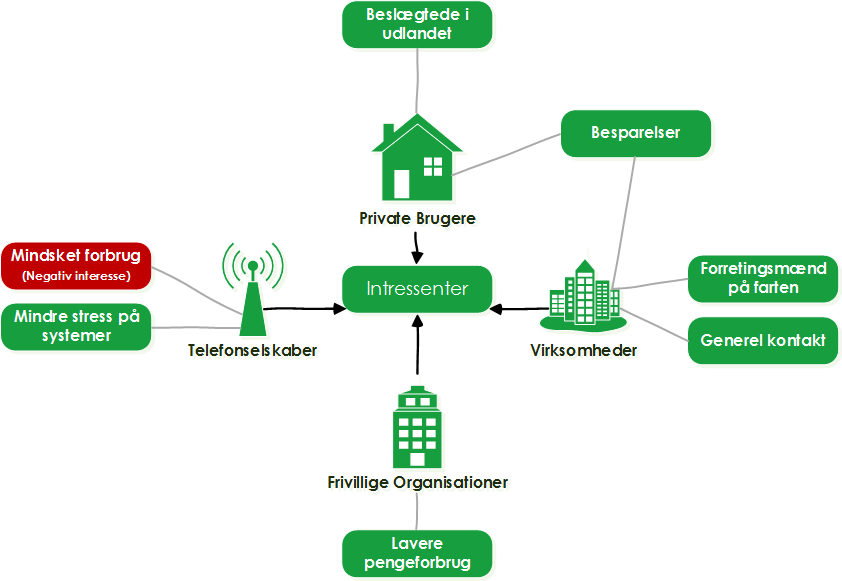 Beslægtede i
udlandet
Besparelser
Private Brugere
Mindsket forbrug
(Negativ interesse)
Mindre stress på
systemer
Telefonselskaber
Intressenter
Forretingsmænd
på farten
Generel kontakt
Virksomheder
Frivillige Organisationer
Lavere
pengeforbrug